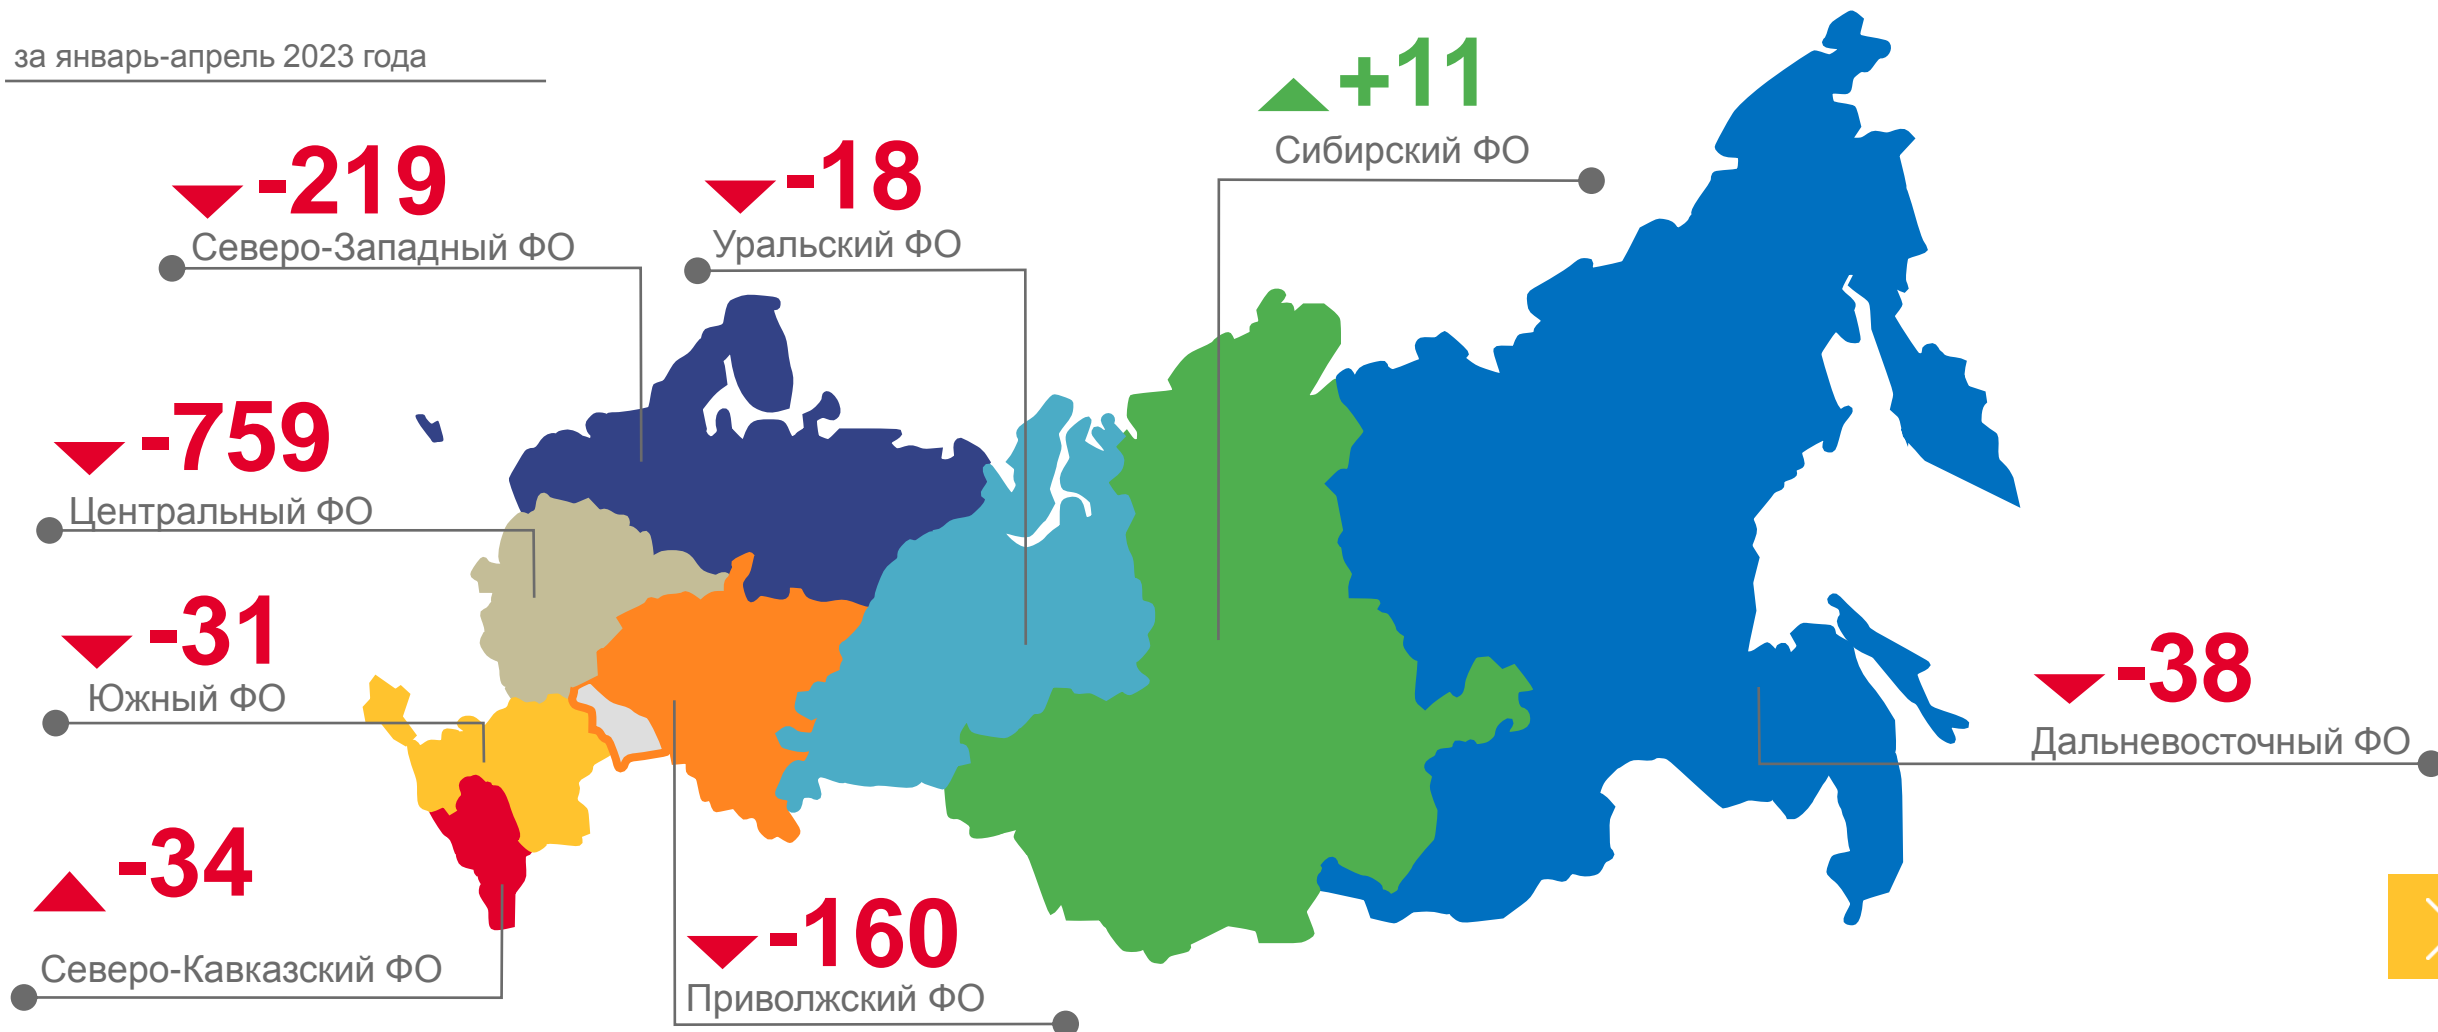 за январь-апрель 2023 года
+11
Сибирский ФО
-219
Северо-Западный ФО
-18
Уральский ФО
-759
Центральный ФО
-31
Южный ФО
-38
Дальневосточный ФО
-34
Северо-Кавказский ФО
-160
Приволжский ФО